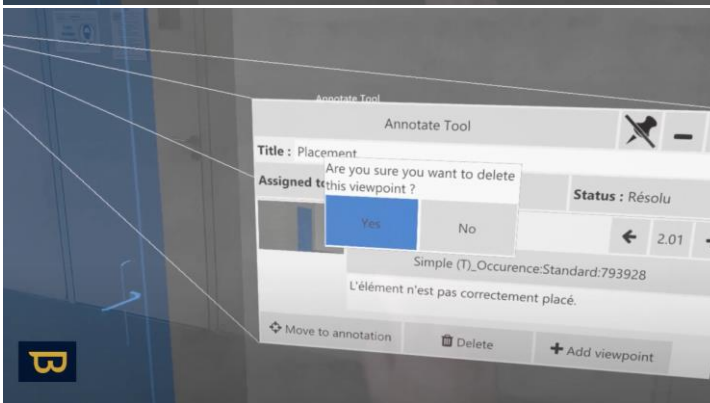 Annotate Tool
Annotate Tool
Title : Placement
Are you sure you want to delete
this viewpoint ?
Assigned to
Status : Résolu
Yes
No
2.01
Simple (T)_Occurence:Standard:793928
L'élément n'est pas correctement placé.
Move to annotation
Delete
Add viewpoint